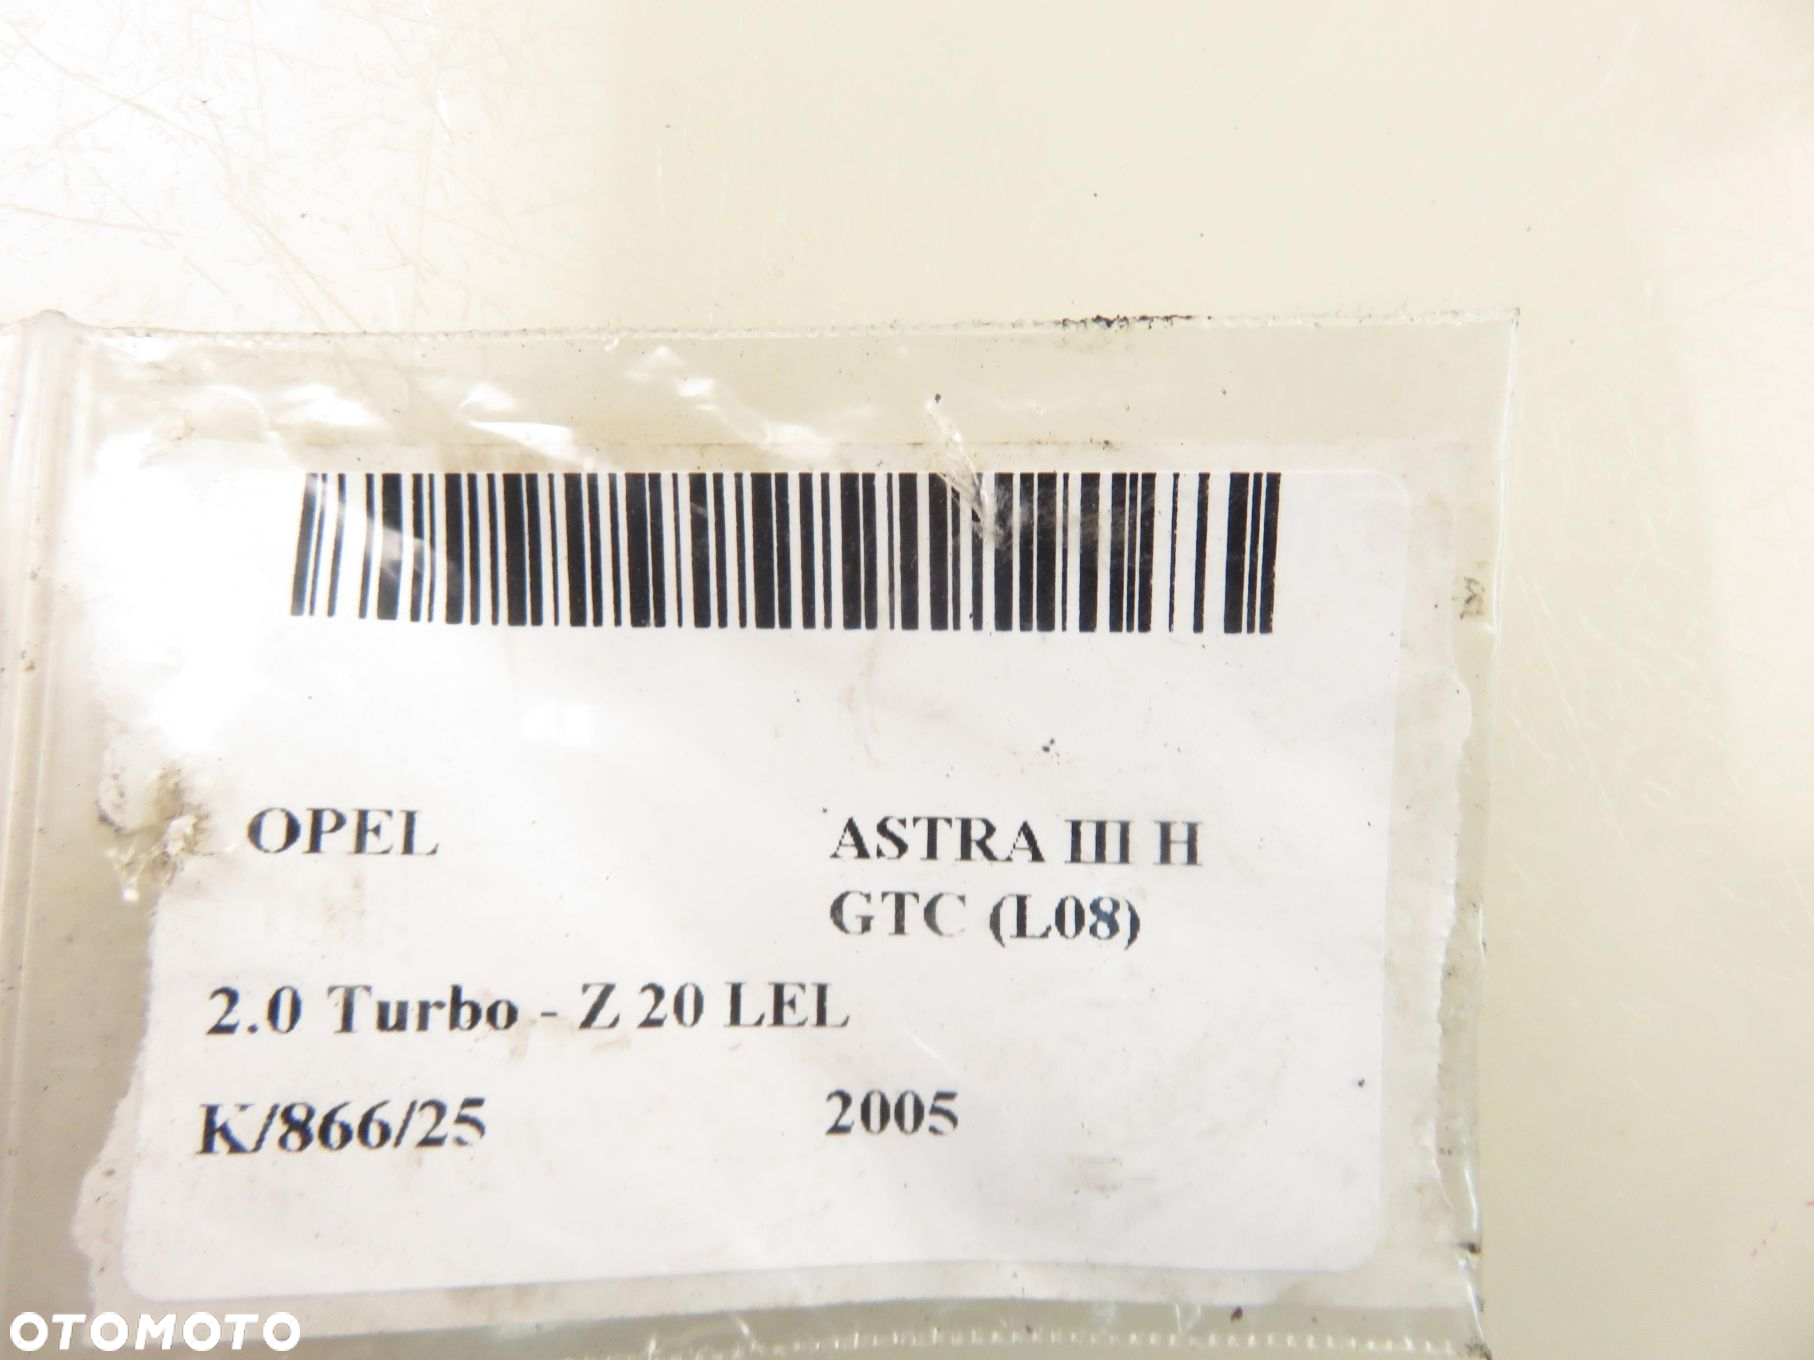 OPEL
ASTRA III H
GTC (L08)
2.0 Turbo - Z 20 LEL
K/866/25
2005
OTOMOTO